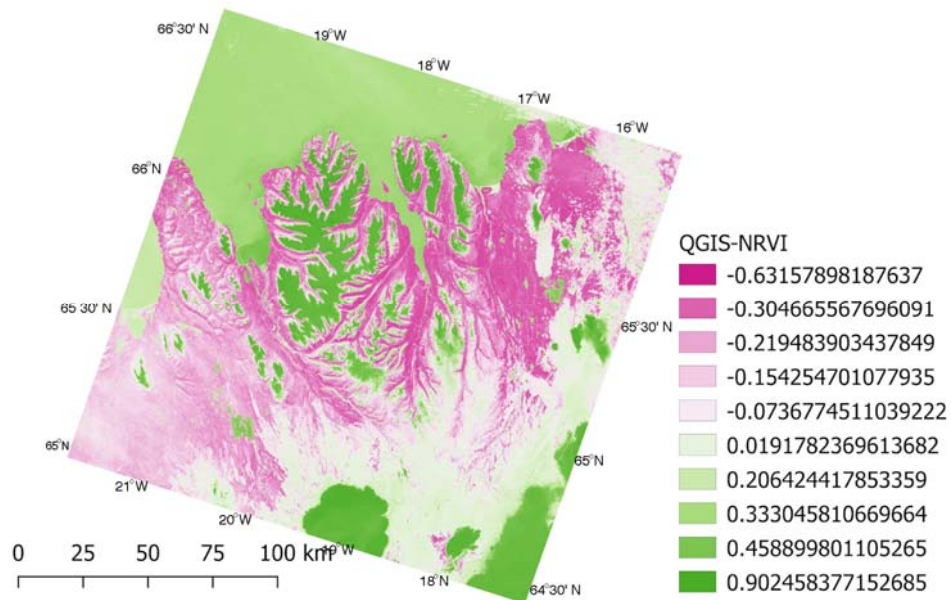 66°30' N
19°W
18°W
17°W
16°W
66°N
65 30' N
65°30' N
65°N
65°N
21°W
20°W
19°W
18°N
64°30' N
0 25 50 75 100 km
QGIS-NRVI
-0.63157898187637
-0.304665567696091
-0.219483903437849
-0.154254701077935
-0.0736774511039222
0.0191782369613682
0.206424417853359
0.333045810669664
0.458899801105265
0.902458377152685